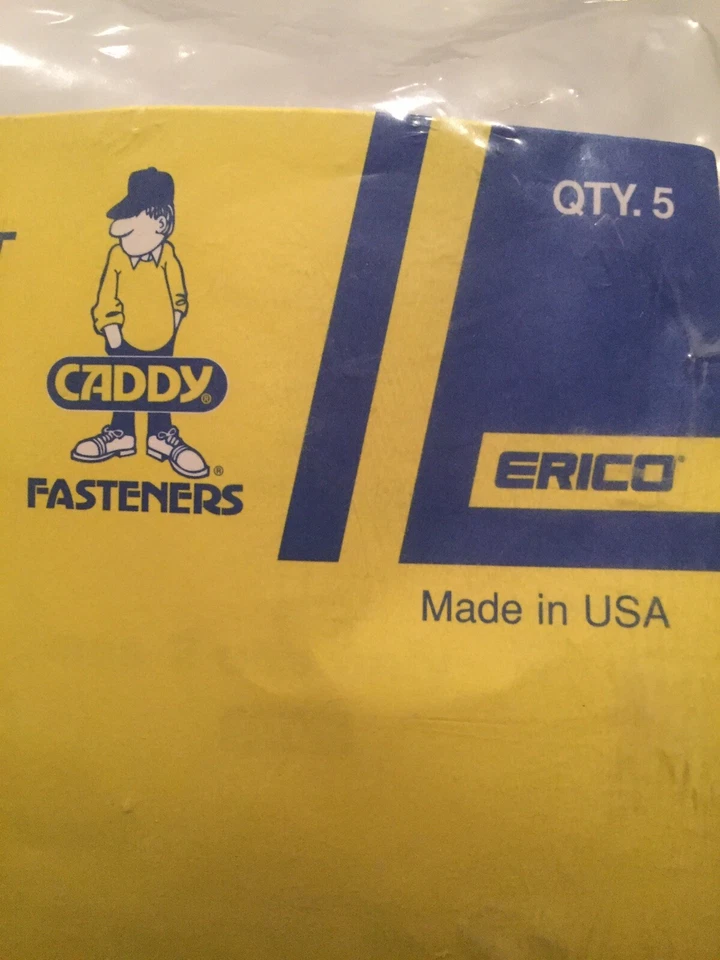 T
QTY. 5
CADDY®
®
FASTENERS
ERICO®
Made in USA